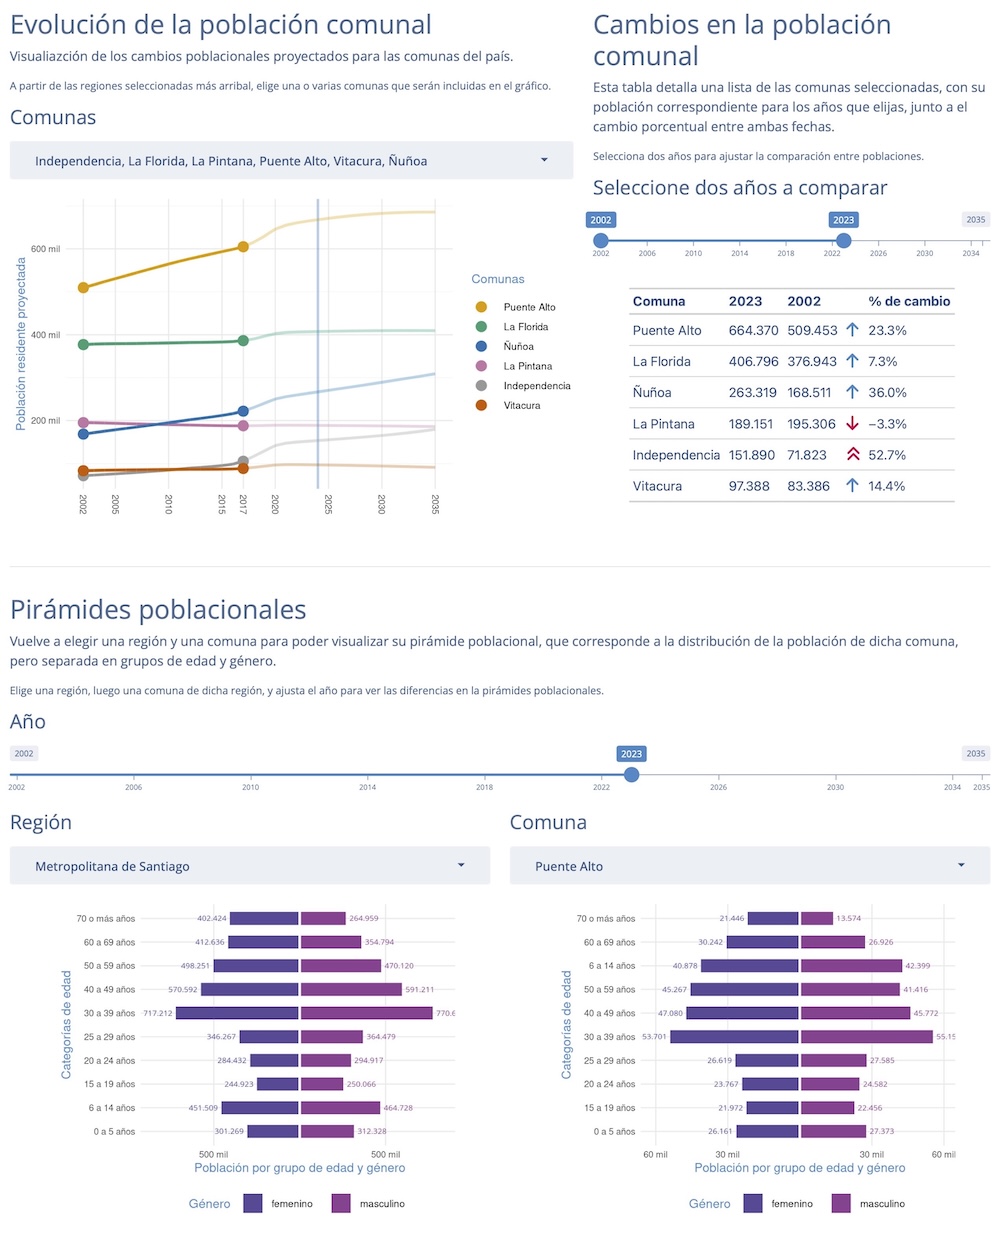 Evolución de la población comunal
Visualiazción de los cambios poblacionales proyectados para las comunas del país.
A partir de las regiones seleccionadas más arribal, elige una o varias comunas que serán incluidas en el gráfico.
Comunas
Independencia, La Florida, La Pintana, Puente Alto, Vitacura, Ñuñoa
Población residente proyectada
600 mil
400 mil
200 mil
2002 2005 2010 2015 2017 2020 2025 2030 2035
Comunas
Puente Alto
La Florida
Ñuñoa
La Pintana
Independencia
Vitacura
Cambios en la población
comunal
Esta tabla detalla una lista de las comunas seleccionadas, con su
población correspondiente para los años que elijas, junto a el
cambio porcentual entre ambas fechas.
Selecciona dos años para ajustar la comparación entre poblaciones.
Seleccione dos años a comparar
2002 2023 2035
2002 2006 2010 2014 2018 2022 2026 2030 2034
Comuna 2023 2002 % de cambio
Puente Alto 664.370 509.453 ↑ 23.3%
La Florida 406.796 376.943 ↑ 7.3%
Ñuñoa 263.319 168.511 ↑ 36.0%
La Pintana 189.151 195.306 ↓ −3.3%
Independencia 151.890 71.823 52.7%
Vitacura 97.388 83.386 ↑ 14.4%
Pirámides poblacionales
Vuelve a elegir una región y una comuna para poder visualizar su pirámide poblacional, que corresponde a la distribución de la población de dicha comuna,
pero separada en grupos de edad y género.
Elige una región, luego una comuna de dicha región, y ajusta el año para ver las diferencias en la pirámides poblacionales.
Año
2002 2023 2035
2002 2006 2010 2014 2018 2022 2026 2030 2034 2035
Región
Metropolitana de Santiago
Categorías de edad
70 o más años 402.424 264.959
60 a 69 años 412.636 354.794
50 a 59 años 498.251 470.120
40 a 49 años 570.592 591.211
30 a 39 años 717.212 770.6
25 a 29 años 346.267 364.479
20 a 24 años 284.432 294.917
15 a 19 años 244.923 250.066
6 a 14 años 451.509 464.728
0 a 5 años 301.269 312.328
500 mil 500 mil
Población por grupo de edad y género
Género femenino masculino
Comuna
Puente Alto
Categorías de edad
70 o más años 21.446 13.574
60 a 69 años 30.242 26.926
6 a 14 años 40.878 42.399
50 a 59 años 45.267 41.416
40 a 49 años 47.080 45.772
30 a 39 años 53.701 55.15
25 a 29 años 26.619 27.585
20 a 24 años 23.767 24.582
15 a 19 años 21.972 22.456
0 a 5 años 26.161 27.373
60 mil 30 mil 30 mil 60 mil
Población por grupo de edad y género
Género femenino masculino